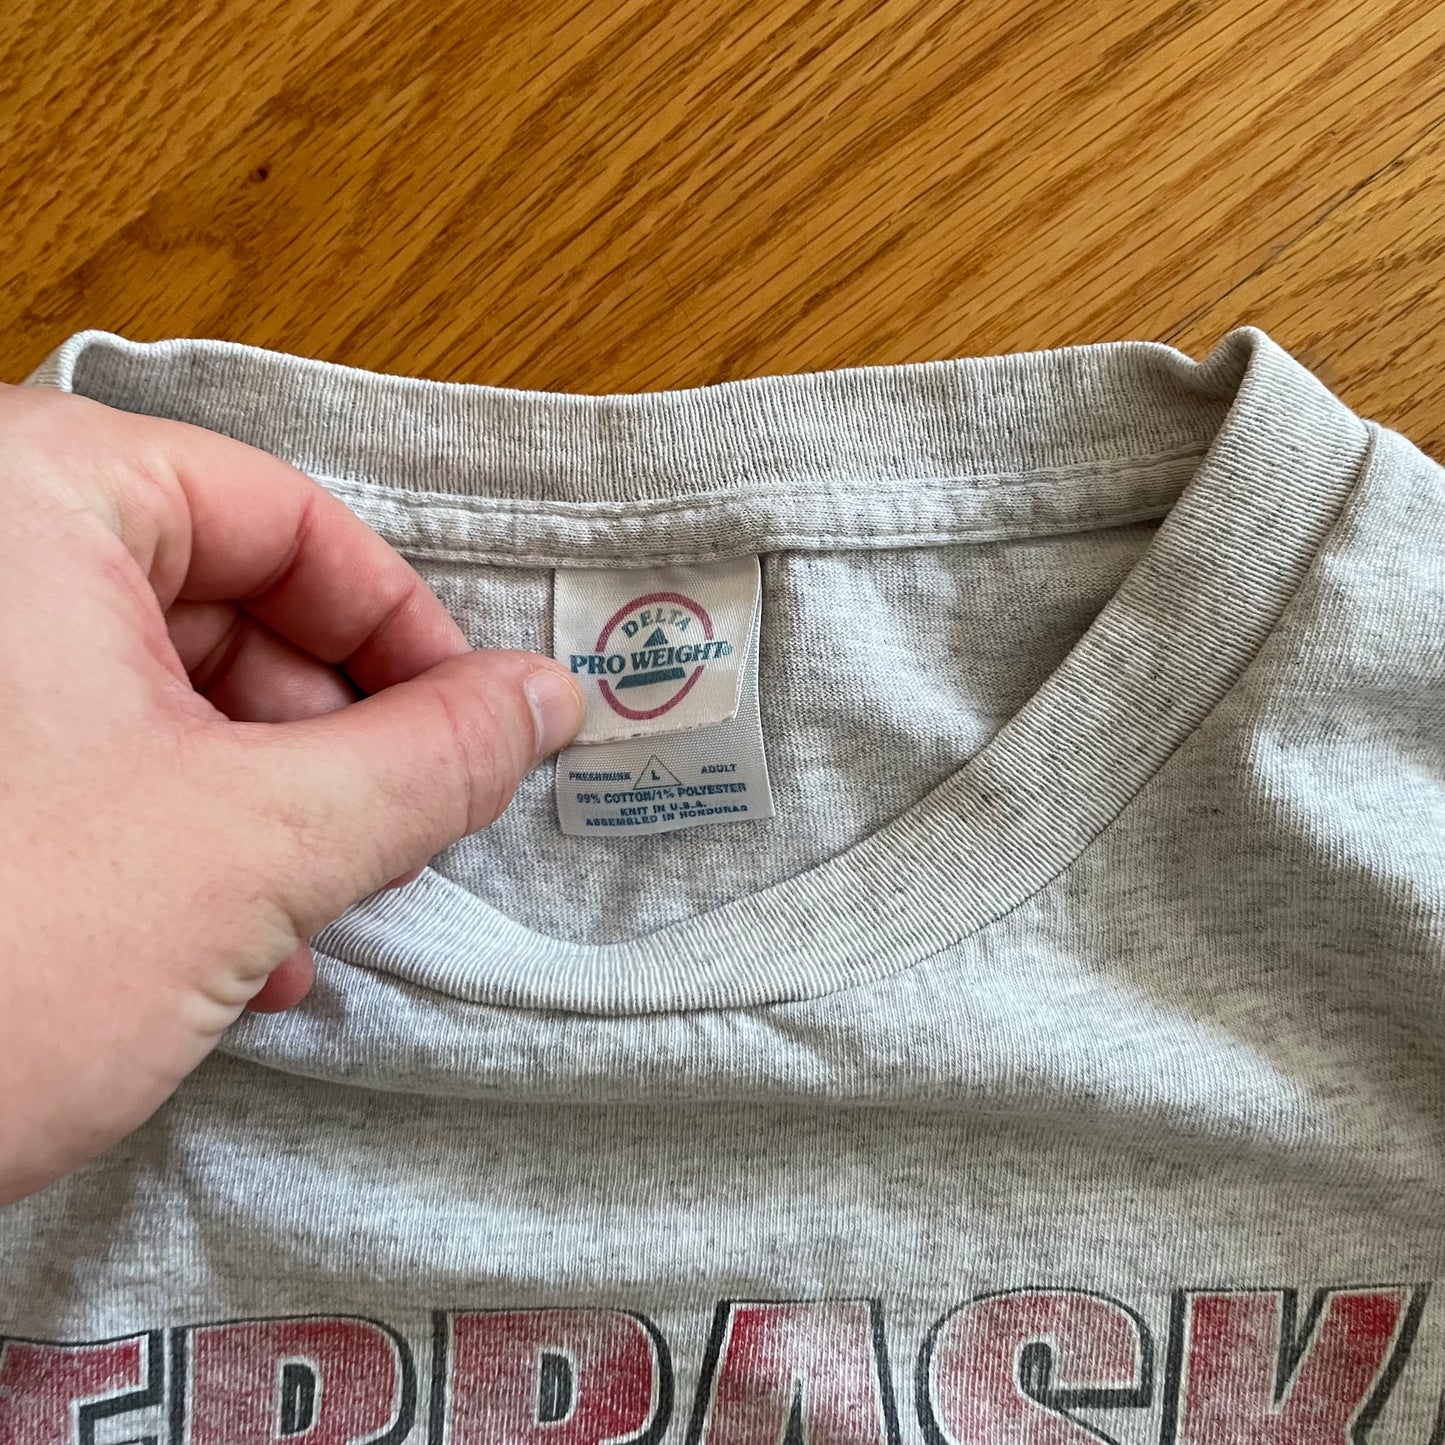 DELTA
PRO WEIGHT®
PRESHRUNK L ADULT
99% COTTON/1% POLYESTER
KNIT IN U.S.A.
ASSEMBLED IN HONDURAS
EBRASK